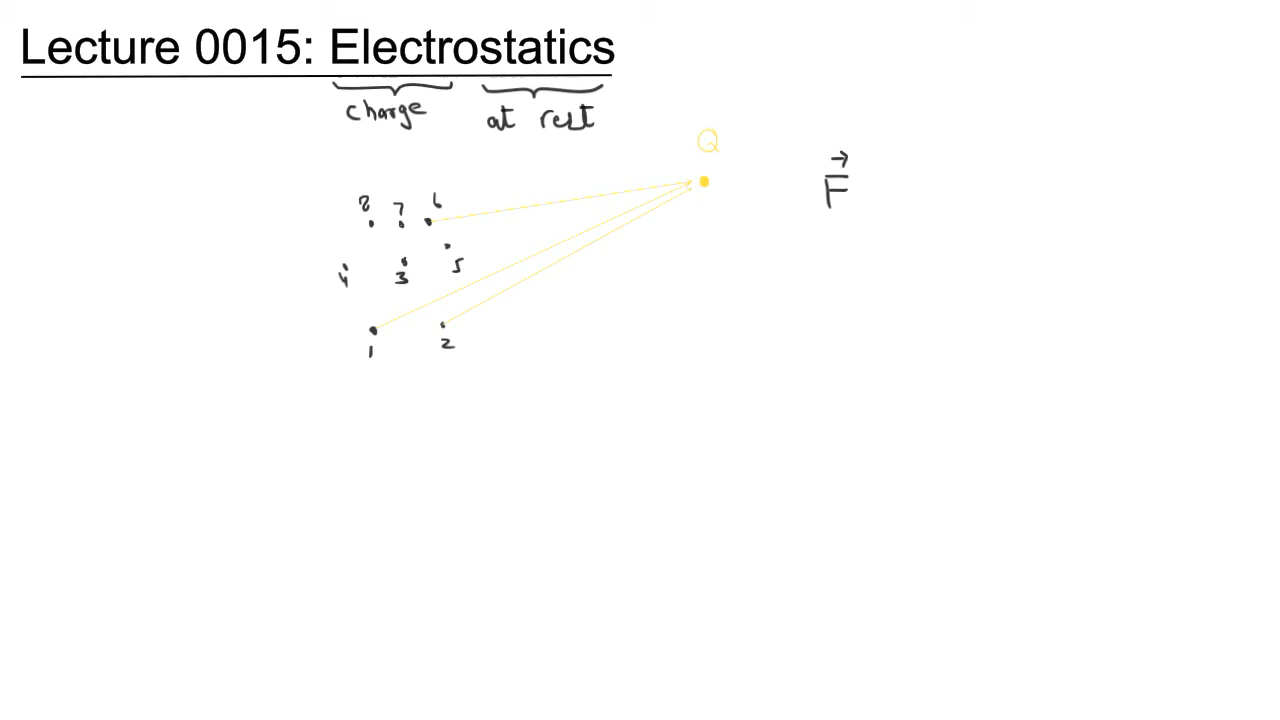 Lecture 0015: Electrostatics
charge at rest
Q
F
8 7 6
4 3 5
1 2